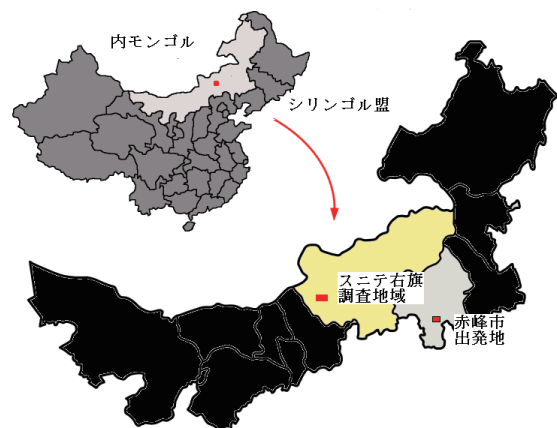 内モンゴル
シリンゴル盟
スニテ右旗
調査地域
赤峰市
出発地